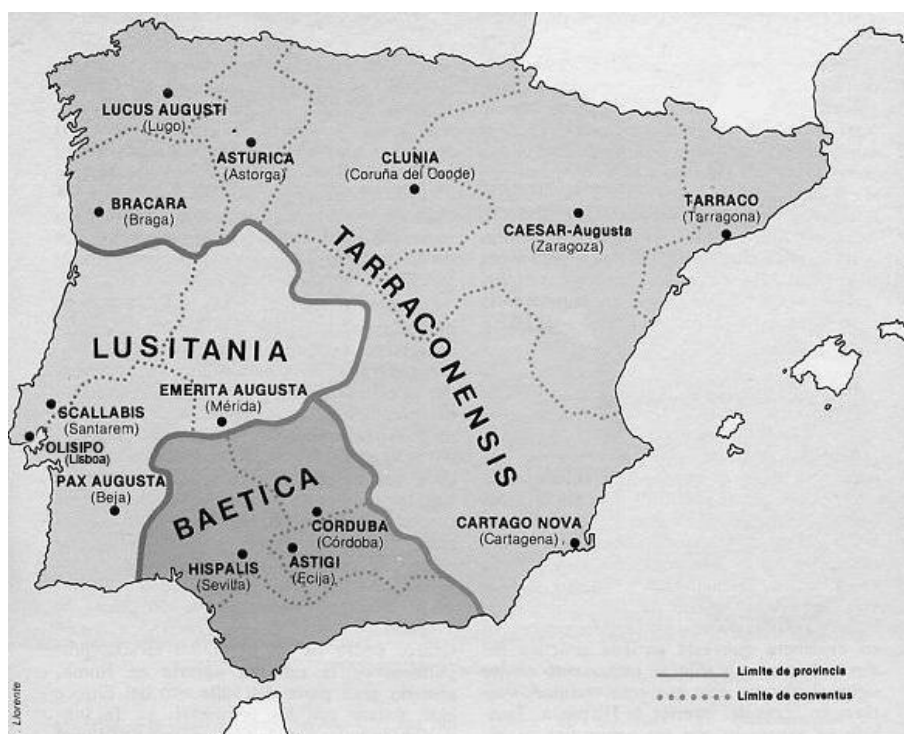 LUCUS AUGUSTI
(Lugo)
ASTURICA
(Astorga)
CLUNIA
(Coruña del Conde)
BRACARA
(Braga)
CAESAR-Augusta
(Zaragoza)
TARRACO
(Tarragona)
TARRACONENSIS
LUSITANIA
EMERITA AUGUSTA
(Mérida)
SCALLABIS
(Santarem)
OLISIPO
(Lisboa)
PAX AUGUSTA
(Beja)
BAETICA
CORDUBA
(Córdoba)
CARTAGO NOVA
(Cartagena)
HISPALIS
(Sevilla)
ASTIGI
(Ecija)
Limite de provincia
Limite de conventus
. Llorente